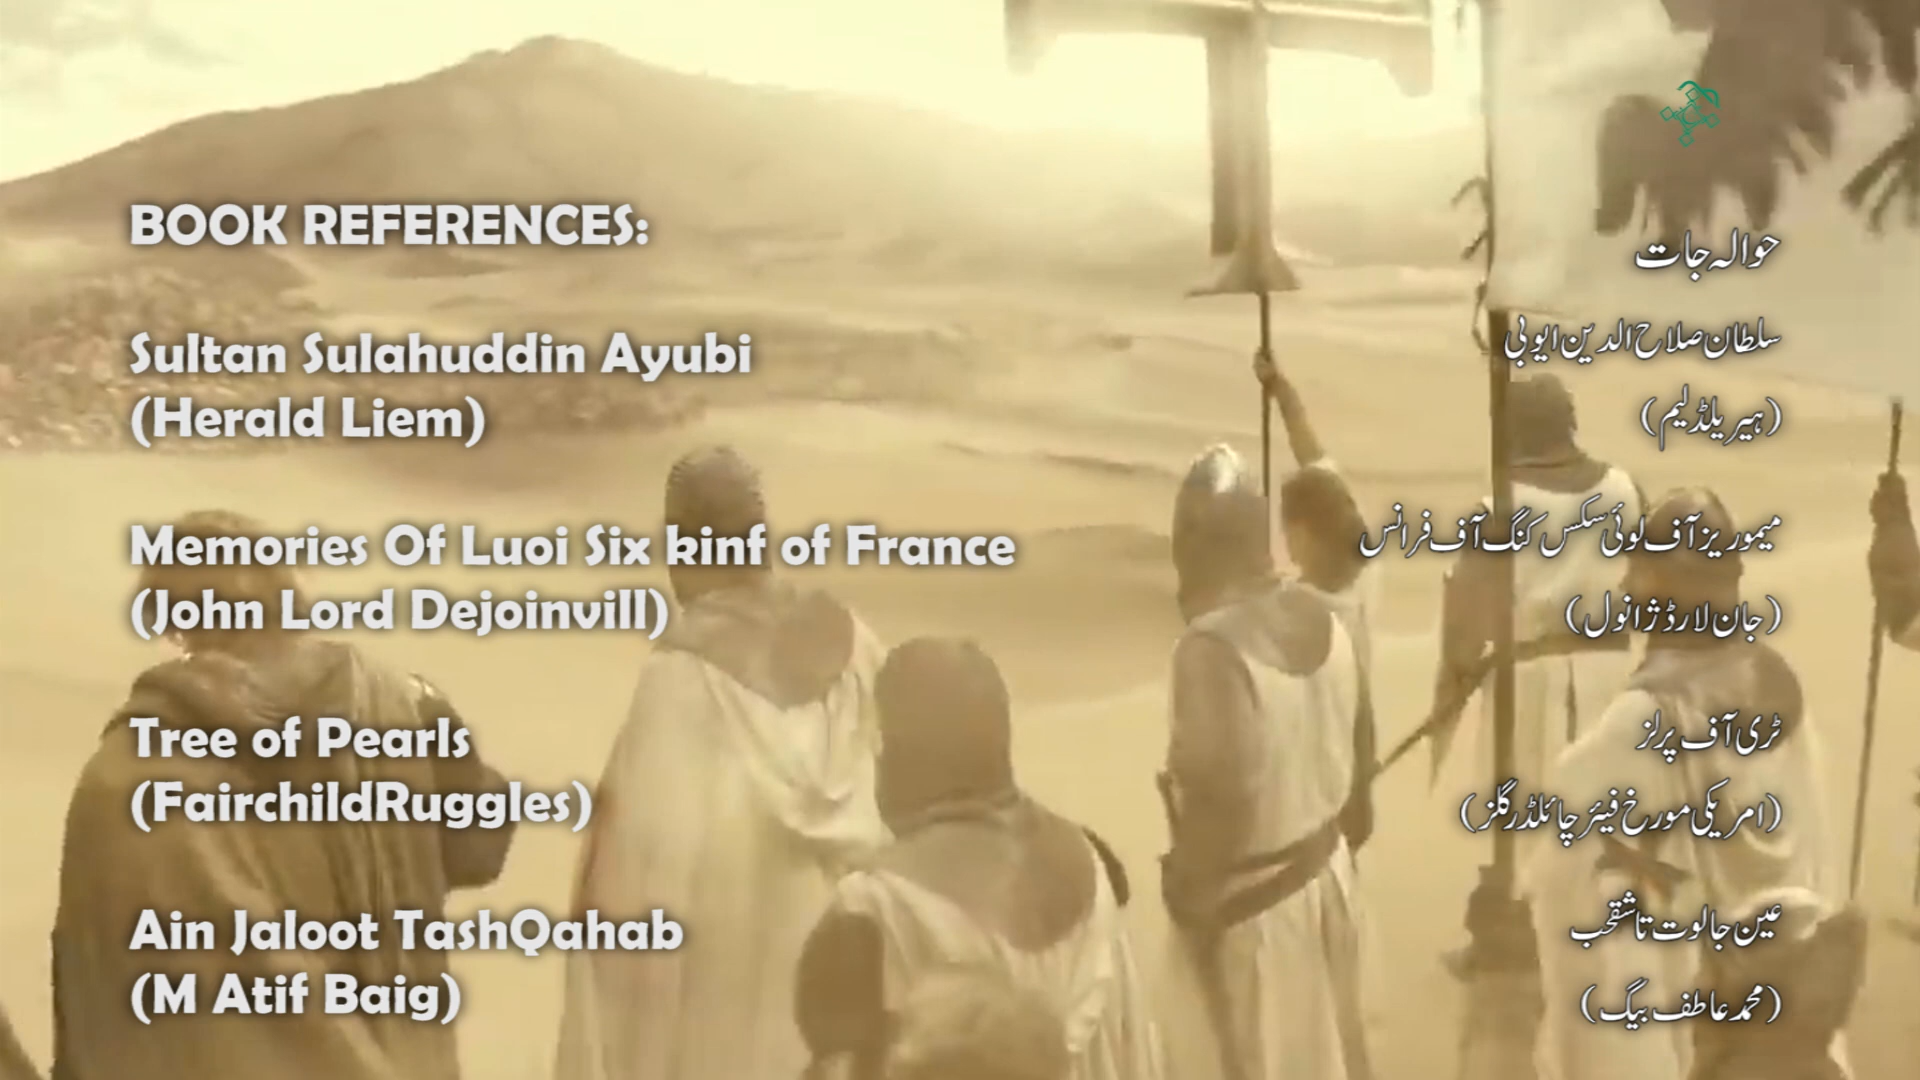 BOOK REFERENCES:
Sultan Sulahuddin Ayubi
(Herald Liem)
Memories Of Luoi Six kinf of France
(John Lord Dejoinvill)
Tree of Pearls
(FairchildRuggles)
Ain Jaloot TashQahab
(M Atif Baig)
حوالہ جات
سلطان صلاح الدین ایوبی
(ہیریلڈ لیم)
میموریز آف لوئی سکس کنگ آف فرانس
(جان لارڈ ژانول)
ٹری آف پرلز
(امریکی مورخ فیئر چائلڈ رگلز)
عین جالوت تا شقحب
(محمد عاطف بیگ)